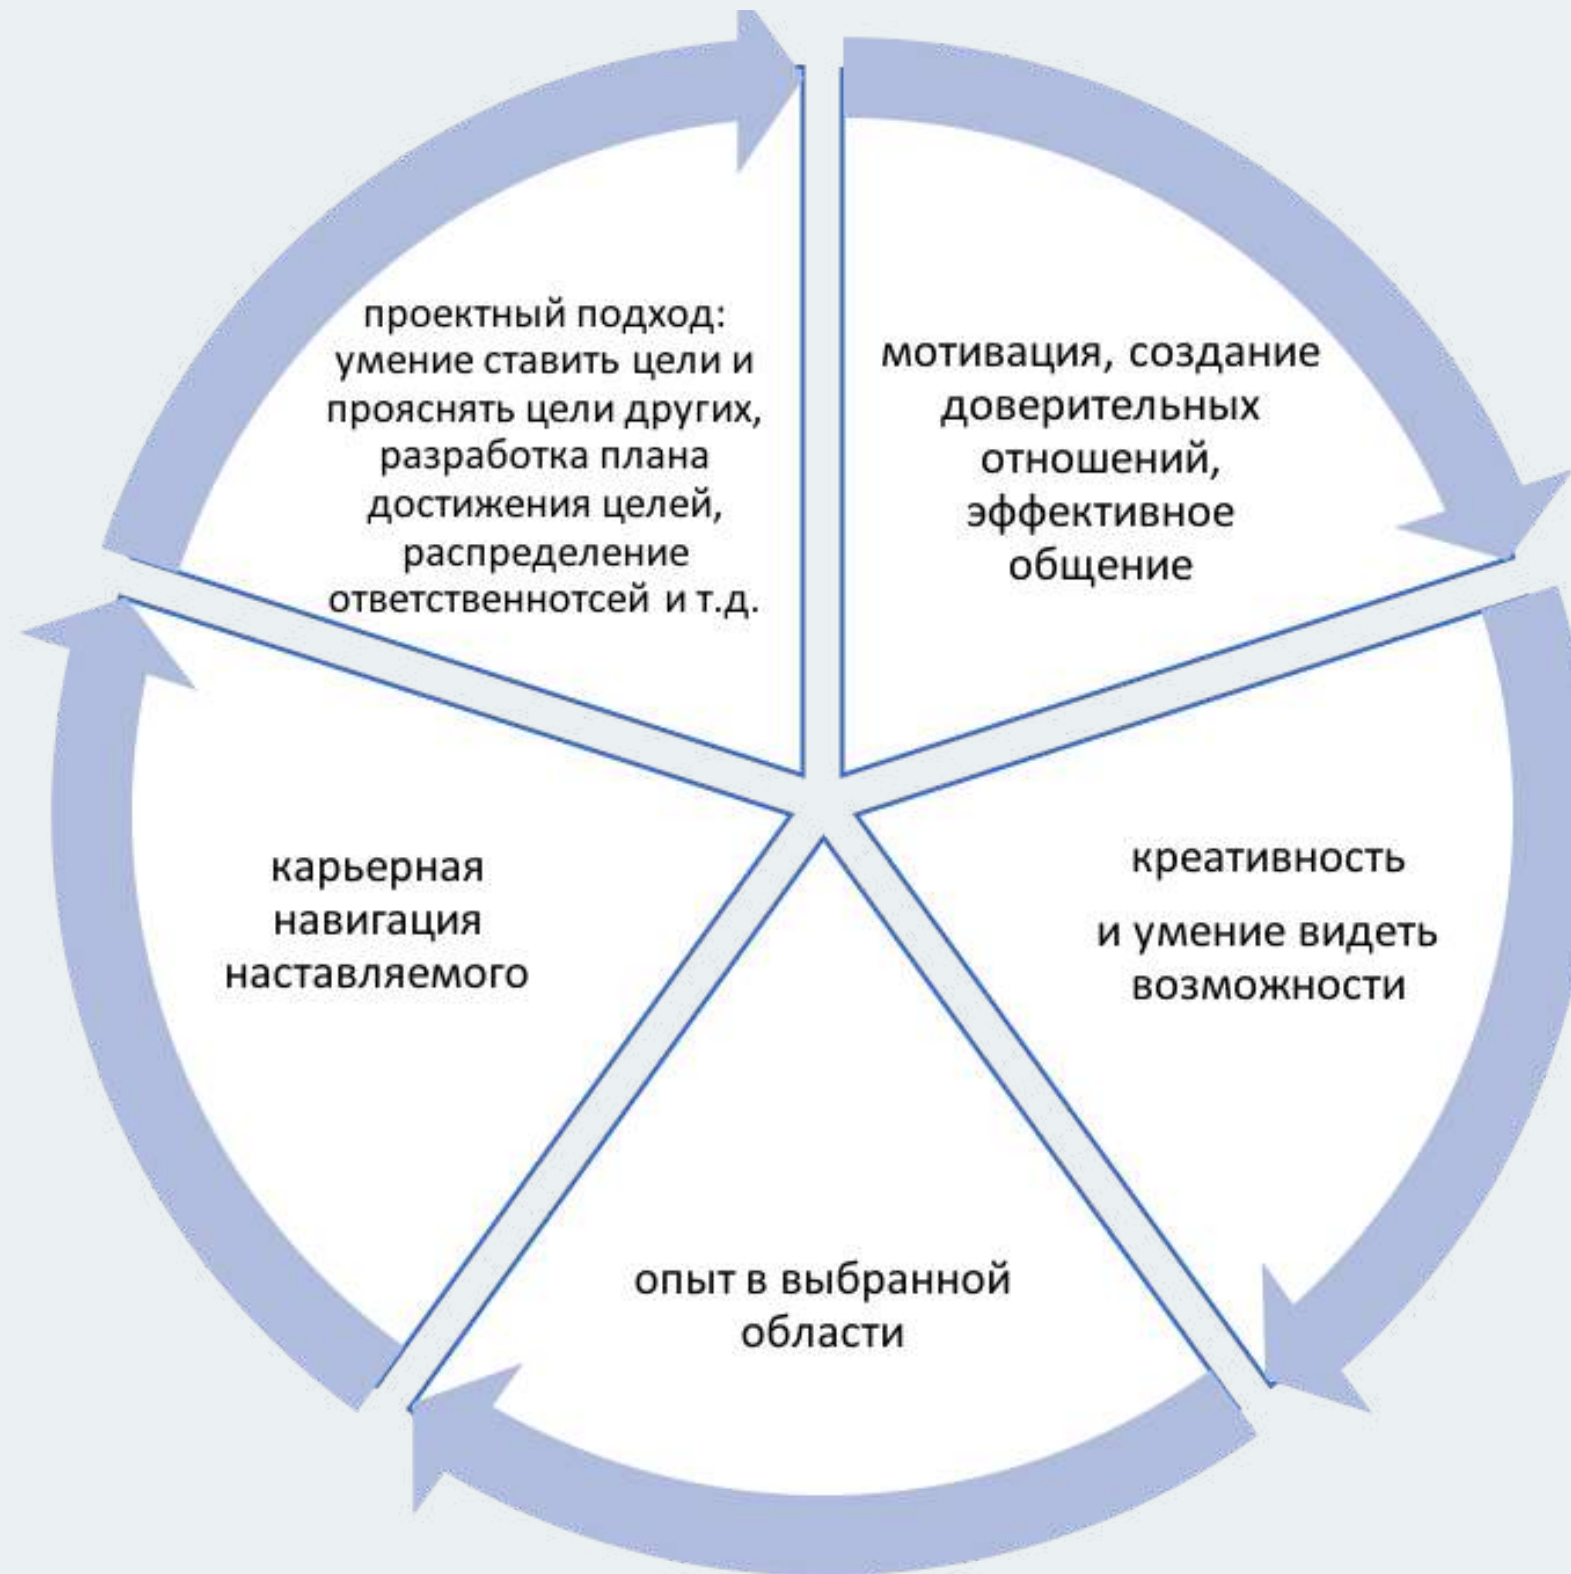 проектный подход:
умение ставить цели и
прояснять цели других,
разработка плана
достижения целей,
распределение
ответственнотсей и т.д.
мотивация, создание
доверительных
отношений,
эффективное
общение
креативность
и умение видеть
возможности
опыт в выбранной
области
карьерная
навигация
наставляемого